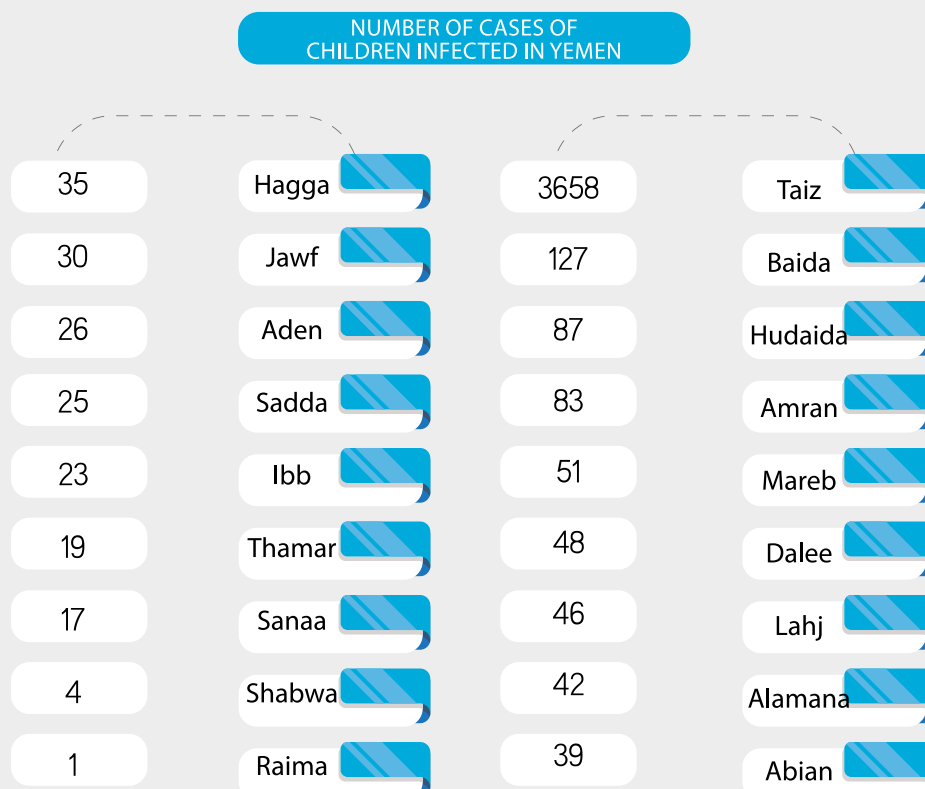 NUMBER OF CASES OF
CHILDREN INFECTED IN YEMEN
35 Hagga 3658 Taiz
30 Jawf 127 Baida
26 Aden 87 Hudaida
25 Sadda 83 Amran
23 Ibb 51 Mareb
19 Thamar 48 Dalee
17 Sanaa 46 Lahj
4 Shabwa 42 Alamana
1 Raima 39 Abian